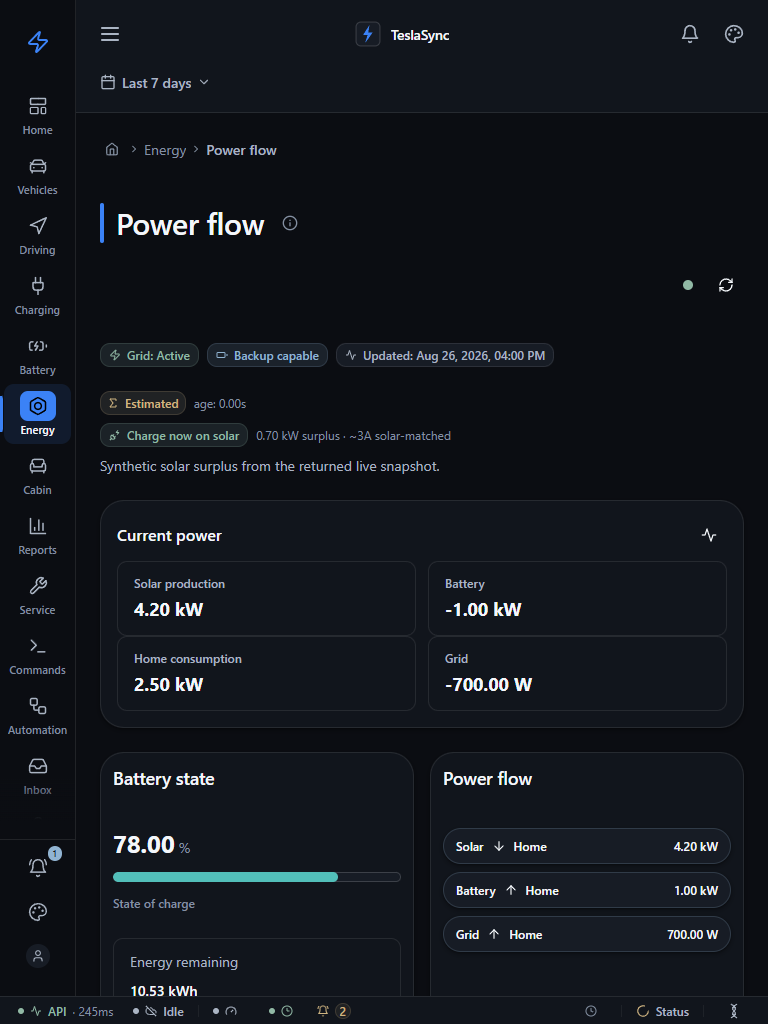 TeslaSync
Last 7 days
Home
Vehicles
Driving
Charging
Battery
Energy
Cabin
Reports
Service
Commands
Automation
Inbox
1
Energy Power flow
Power flow
Grid: Active Backup capable Updated: Aug 26, 2026, 04:00 PM
Estimated age: 0.00s
Charge now on solar 0.70 kW surplus · ~3A solar-matched
Synthetic solar surplus from the returned live snapshot.
Current power
Solar production
4.20 kW
Battery
-1.00 kW
Home consumption
2.50 kW
Grid
-700.00 W
Battery state
78.00 %
State of charge
Energy remaining
10.53 kWh
Power flow
Solar ↓ Home 4.20 kW
Battery ↑ Home 1.00 kW
Grid ↑ Home 700.00 W
API · 245ms Idle 2 Status